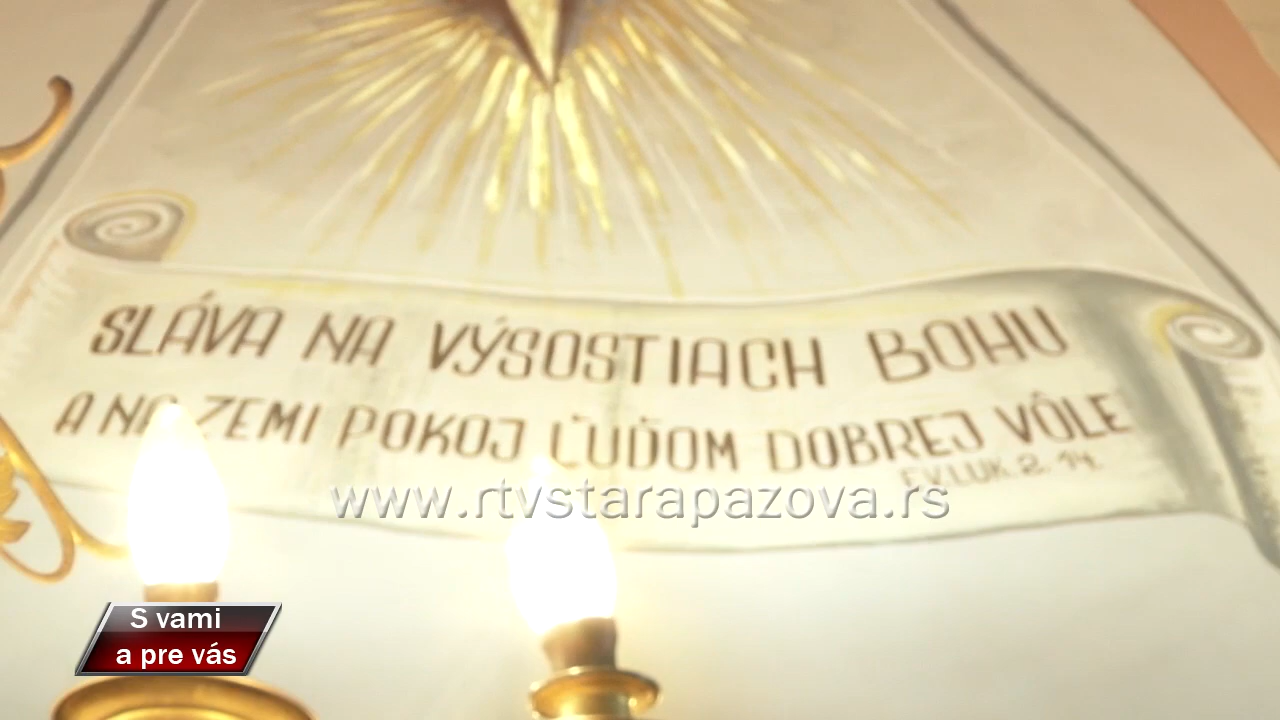 SLÁVA NA VÝSOSTIACH BOHU
A NA ZEMI POKOJ ĽUĎOM DOBREJ VÔLE
EV. LUK. 2. 14.
www.rtvstarapazova.rs
S vami
a pre vás